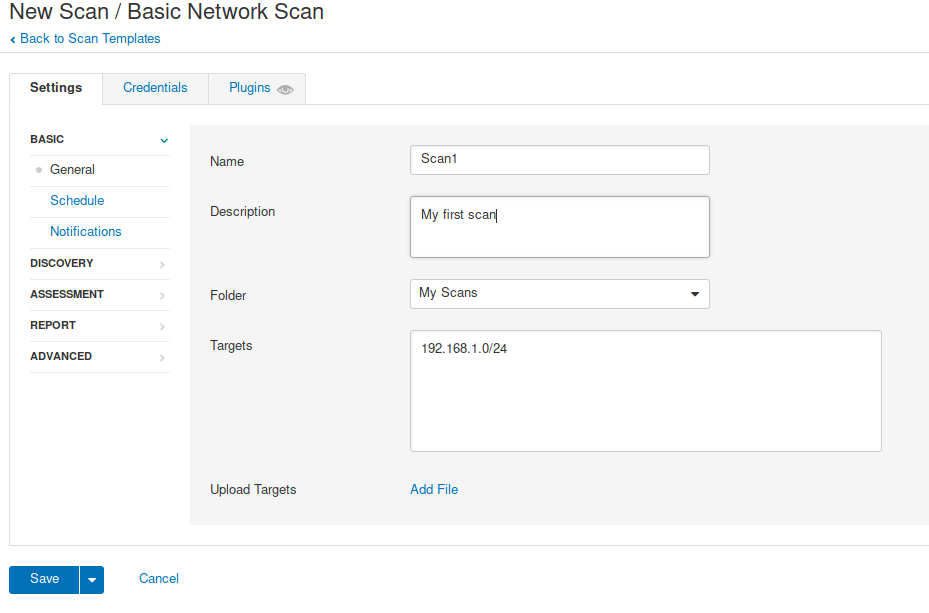 New Scan / Basic Network Scan
‹ Back to Scan Templates
Settings Credentials Plugins
BASIC
General
Schedule
Notifications
DISCOVERY
ASSESSMENT
REPORT
ADVANCED
Name Scan1
Description My first scan
Folder My Scans
Targets 192.168.1.0/24
Upload Targets Add File
Save Cancel